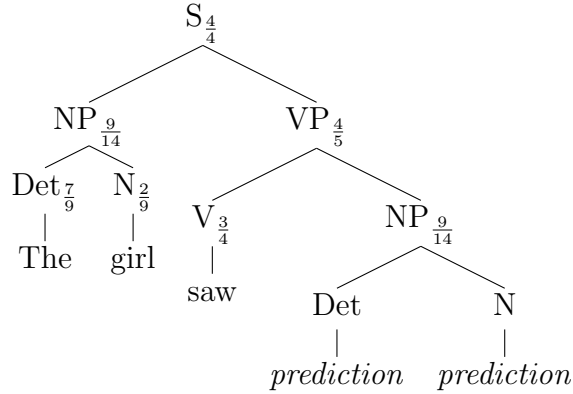 S 4/4
NP 9/14 VP 4/5
Det 7/9 N 2/9 V 3/4 NP 9/14
The girl saw Det N
prediction prediction